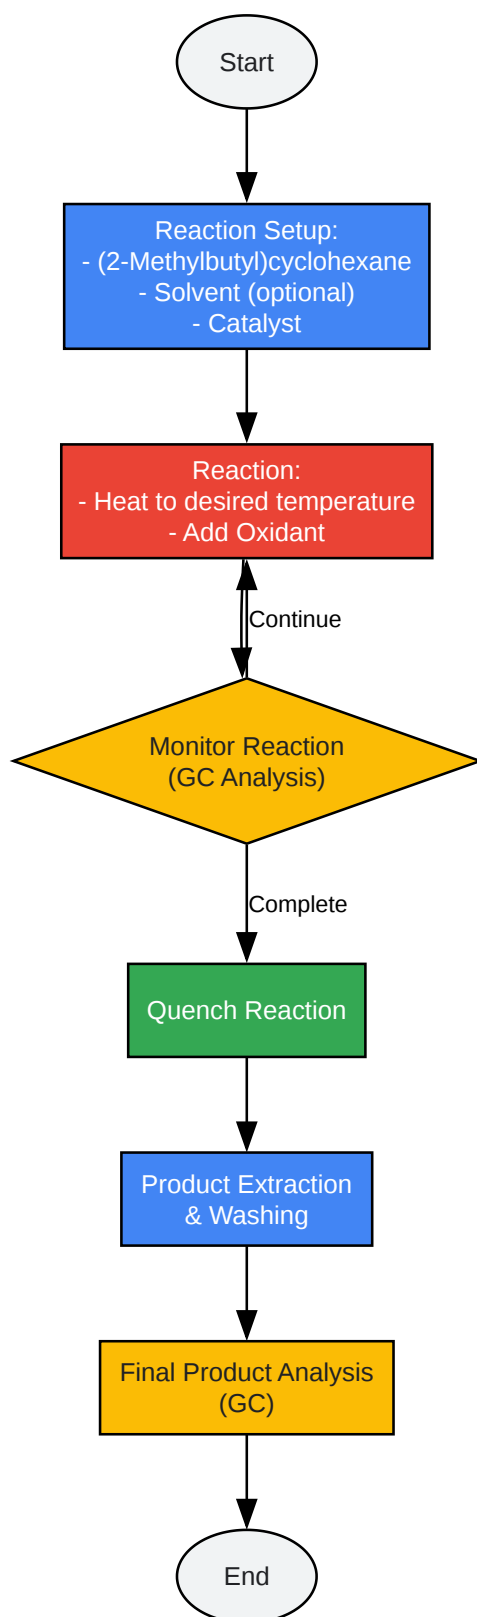 Start
Reaction Setup:
- (2-Methylbutyl)cyclohexane
- Solvent (optional)
- Catalyst
Reaction:
- Heat to desired temperature
- Add Oxidant
Continue
Monitor Reaction
(GC Analysis)
Complete
Quench Reaction
Product Extraction
& Washing
Final Product Analysis
(GC)
End